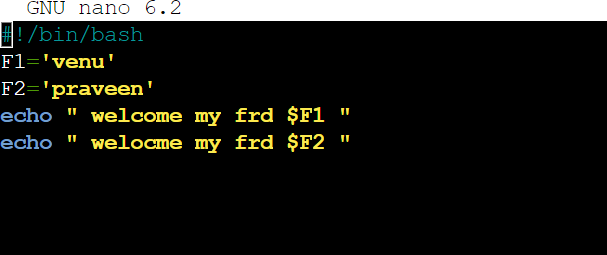 GNU nano 6.2
#!/bin/bash
F1='venu'
F2='praveen'
echo " welcome my frd $F1 "
echo " welocme my frd $F2 "